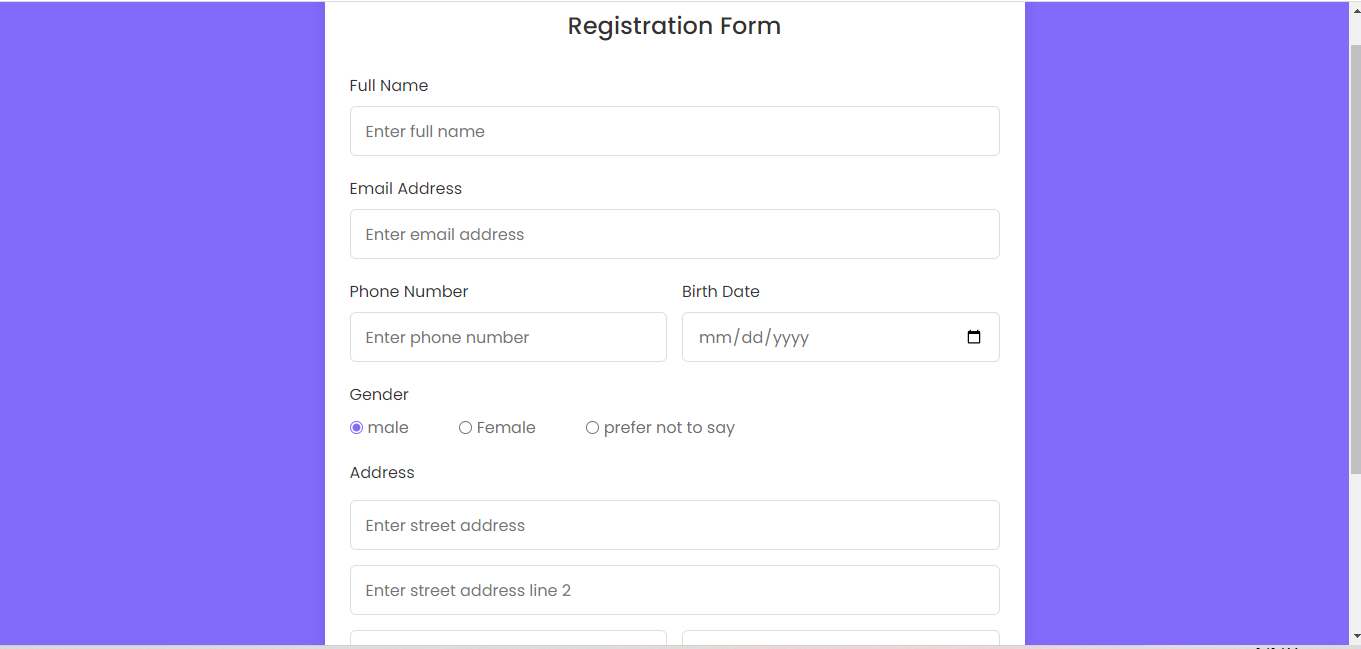 Registration Form
Full Name
Enter full name
Email Address
Enter email address
Phone Number Birth Date
Enter phone number mm/dd/yyyy
Gender
male Female prefer not to say
Address
Enter street address
Enter street address line 2